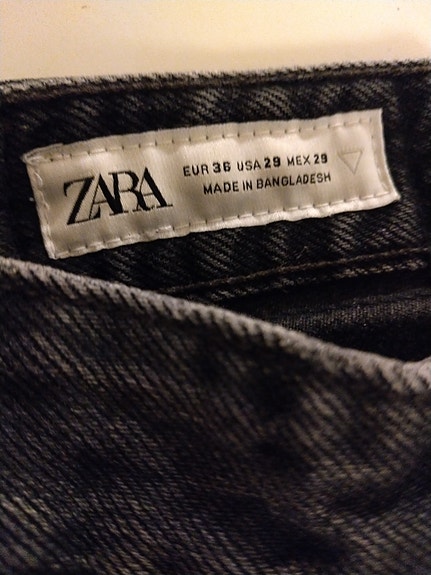 ZARA
EUR 36 USA 29 MEX 29
MADE IN BANGLADESH